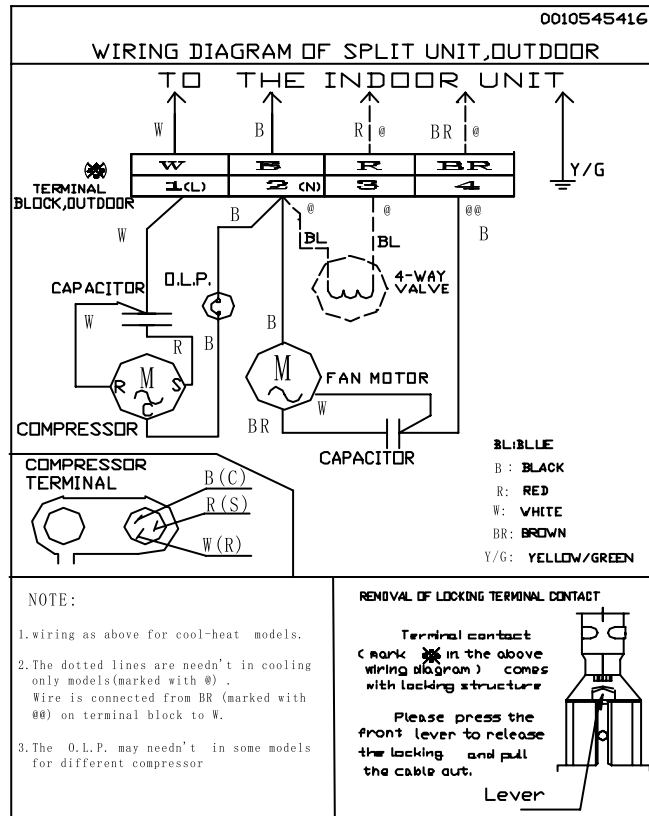 0010545416
WIRING DIAGRAM OF SPLIT UNIT,OUTDOOR
TO THE INDOOR UNIT
W B R @ BR @
W B R BR
Y/G
1(L) 2 (N) 3 4
TERMINAL
BLOCK,OUTDOOR
B @ @ @@
W BL BL B
CAPACITOR O.L.P. 4-WAY
VALVE
W R B B
R M S
C
M
FAN MOTOR
W
COMPRESSOR
BR
CAPACITOR
COMPRESSOR
TERMINAL
B(C)
R(S)
W(R)
BL:BLUE
B : BLACK
R: RED
W: WHITE
BR: BROWN
Y/G: YELLOW/GREEN
NOTE:
1.wiring as above for cool-heat models.
2.The dotted lines are needn't in cooling
only models(marked with @) .
Wire is connected from BR (marked with
@@) on terminal block to W.
3.The O.L.P. may needn't in some models
for different compressor
REMOVAL OF LOCKING TERMINAL CONTACT
Terminal contact
( mark in the above
wiring diagram ) comes
with locking structure
Please press the
front lever to release
the locking and pull
the cable out.
Lever